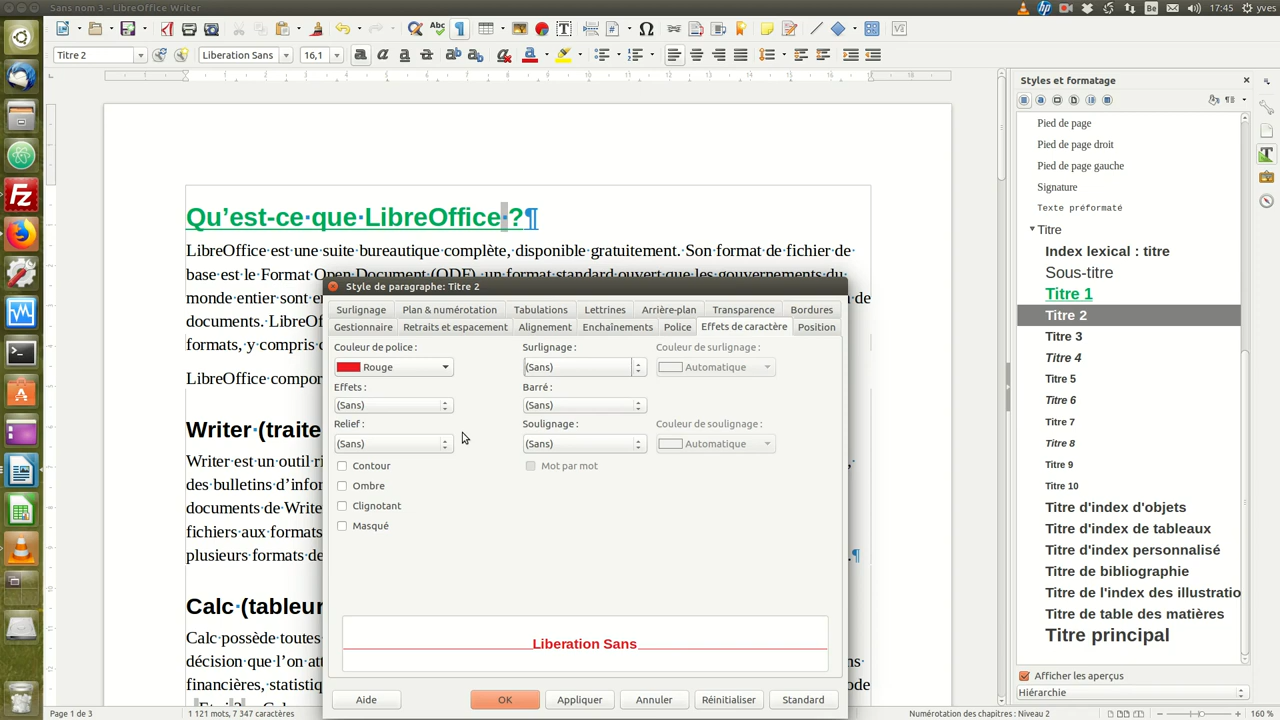 Sans nom 3 - LibreOffice Writer
Be
17:45
yves
Titre 2
Liberation Sans
16,1
Styles et formatage
Pied de page
Pied de page droit
Pied de page gauche
Signature
Texte préformaté
Titre
Index lexical : titre
Sous-titre
Titre 1
Titre 2
Titre 3
Titre 4
Titre 5
Titre 6
Titre 7
Titre 8
Titre 9
Titre 10
Titre d'index d'objets
Titre d'index de tableaux
Titre d'index personnalisé
Titre de bibliographie
Titre de l'index des illustratio
Titre de table des matières
Titre principal
Afficher les aperçus
Hiérarchie
Qu’est-ce·que·LibreOffice·?¶
LibreOffice·est·une·suite·bureautique·complète,·disponible·gratuitement.·Son·format·de·fichier·de·
base·est·le·Format·Open·Document·(ODF),·un·format·standard·ouvert·que·les·gouvernements·du·
monde·entier·sont·
documents.·LibreOf
formats,·y·compris·
LibreOffice·compor
Writer·(traite
Writer·est·un·outil·ri
des·bulletins·d’infor
documents·de·Writer
fichiers·aux·formats
plusieurs·formats·de
Calc·(tableur
Calc·possède·toutes
décision·que·l’on·att
financières,·statistiq
Style de paragraphe: Titre 2
Surlignage
Plan & numérotation
Tabulations
Lettrines
Arrière-plan
Transparence
Bordures
Gestionnaire
Retraits et espacement
Alignement
Enchaînements
Police
Effets de caractère
Position
Couleur de police :
Surlignage :
Couleur de surlignage :
Rouge
(Sans)
Automatique
Effets :
Barré :
(Sans)
(Sans)
Relief :
Soulignage :
Couleur de soulignage :
(Sans)
(Sans)
Automatique
Contour
Mot par mot
Ombre
Clignotant
Masqué
Liberation Sans
Aide
OK
Appliquer
Annuler
Réinitialiser
Standard
Page 1 de 3
1 121 mots, 7 347 caractères
Numérotation des chapitres : Niveau 2
160 %